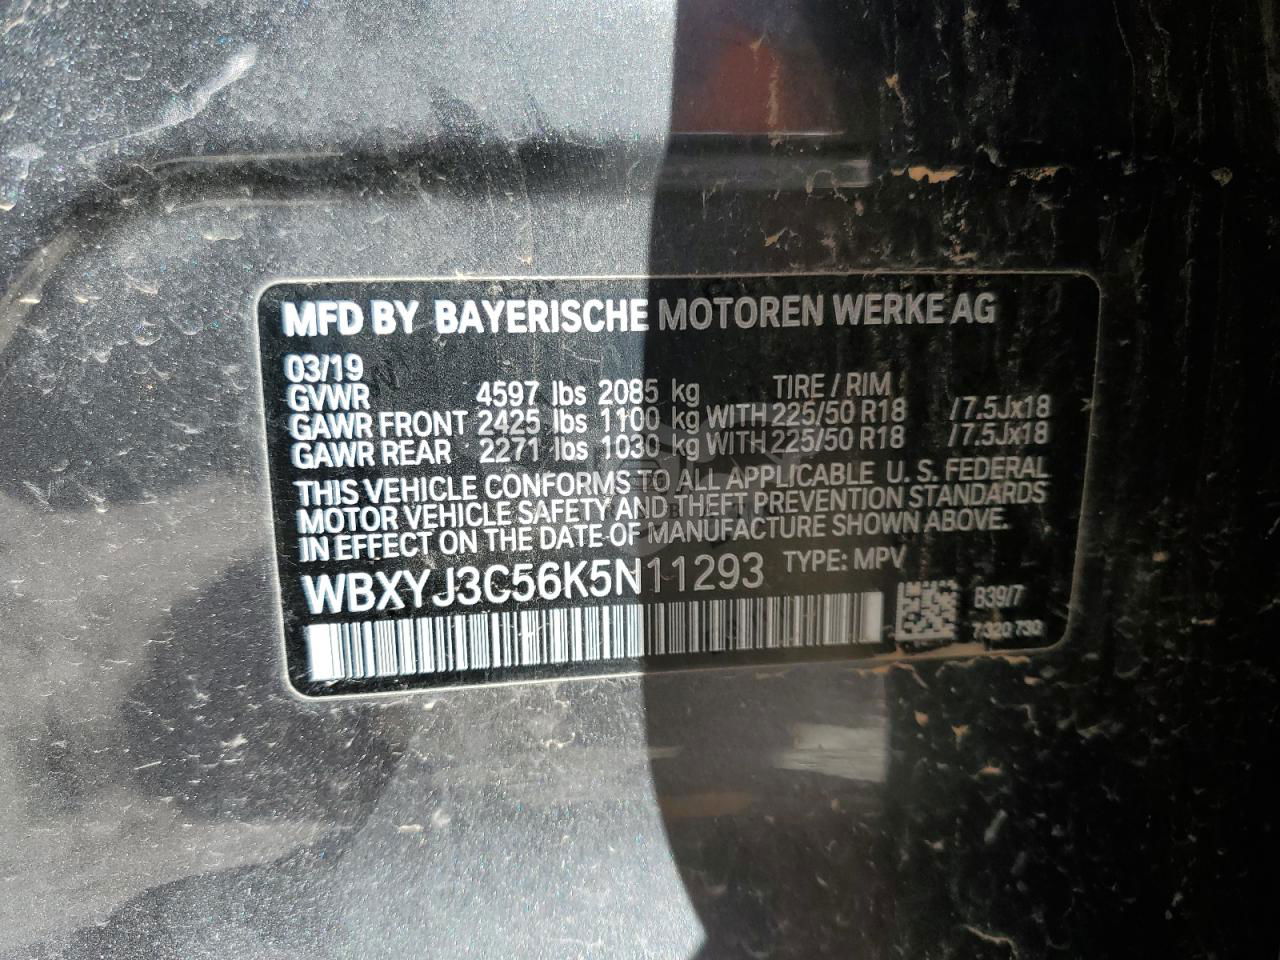 MFD BY BAYERISCHE MOTOREN WERKE AG
03/19
GVWR 4597 lbs 2085 kg TIRE / RIM
GAWR FRONT 2425 lbs 1100 kg WITH 225/50 R18 /7.5Jx18
GAWR REAR 2271 lbs 1030 kg WITH 225/50 R18 /7.5Jx18
THIS VEHICLE CONFORMS TO ALL APPLICABLE U. S. FEDERAL
MOTOR VEHICLE SAFETY AND THEFT PREVENTION STANDARDS
IN EFFECT ON THE DATE OF MANUFACTURE SHOWN ABOVE.
WBXYJ3C56K5N11293 TYPE: MPV
B39/7
7320 730